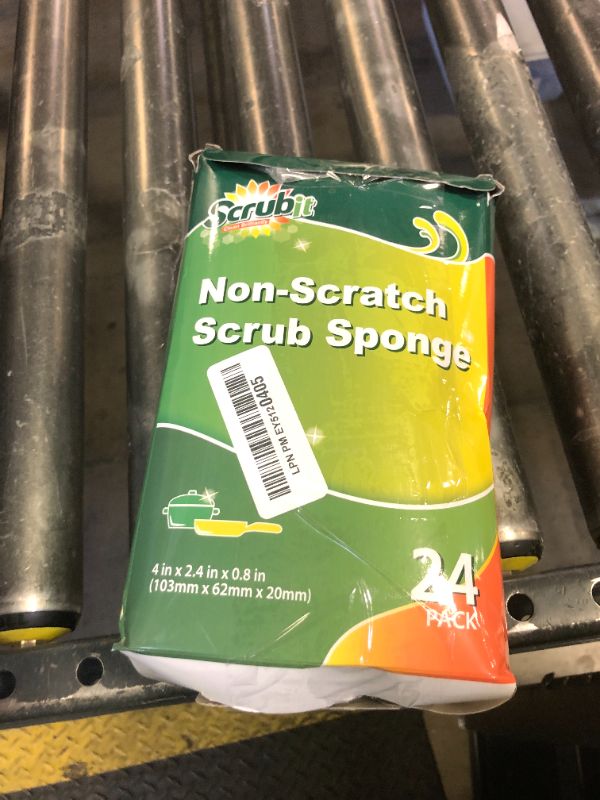 Scrubit
Non-Scratch
Scrub Sponge
LPN PM EY5120405
4 in x 2.4 in x 0.8 in
(103mm x 62mm x 20mm)
24
PACK